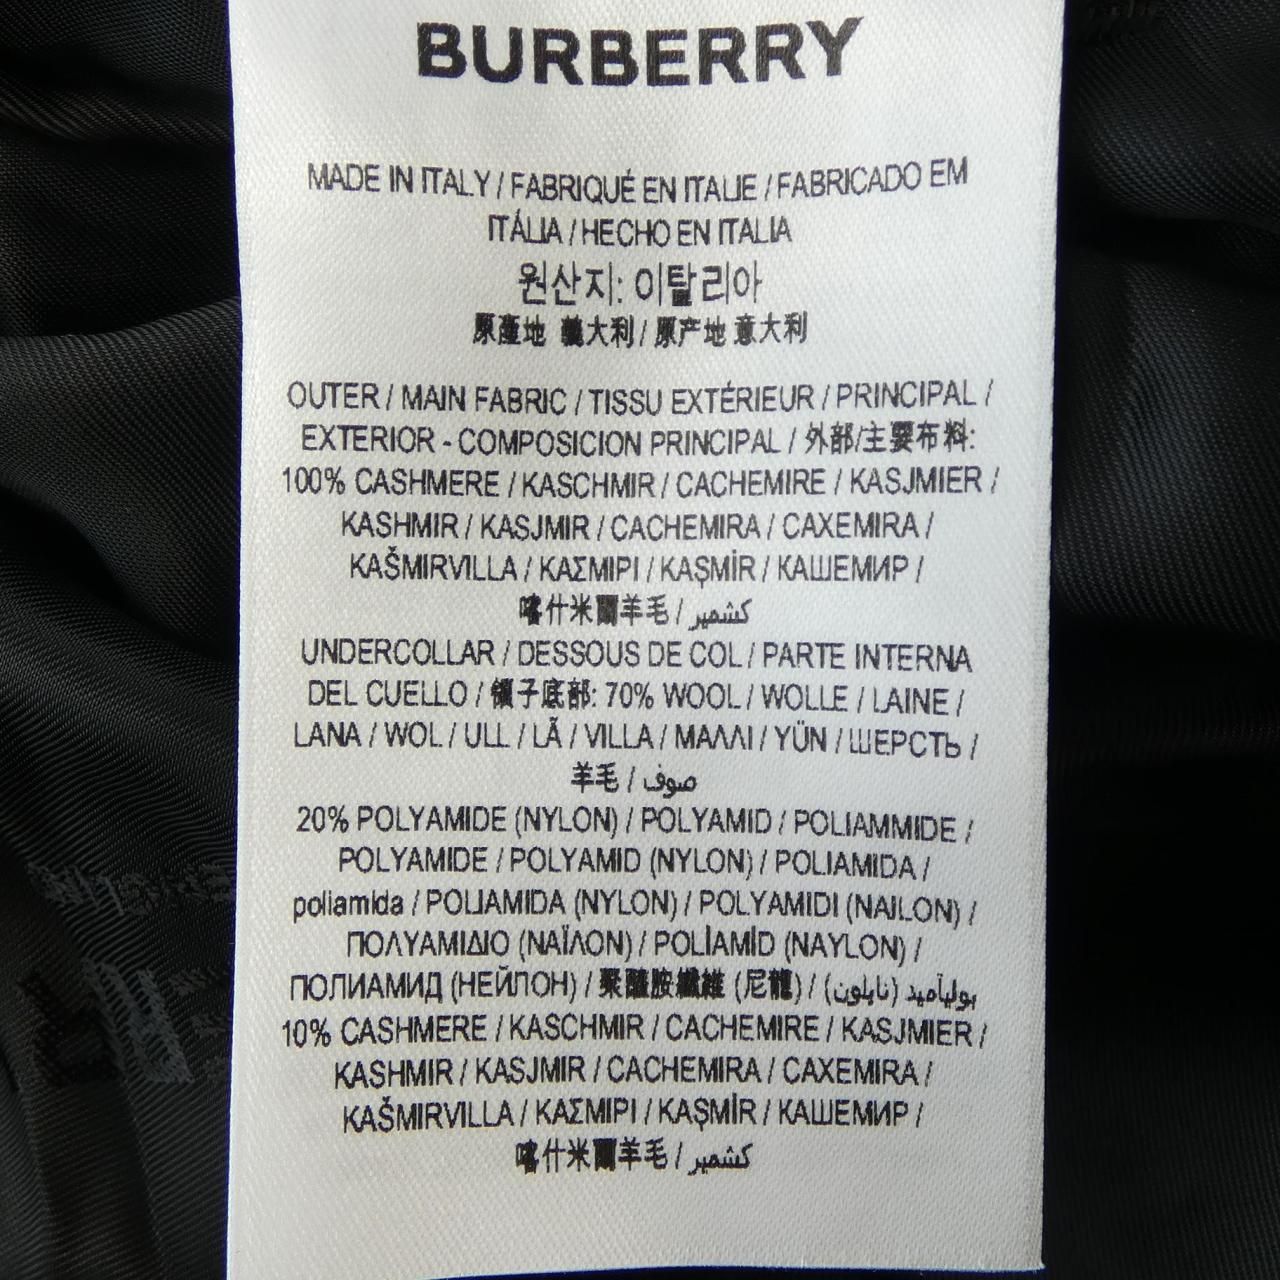 BURBERRY
MADE IN ITALY / FABRIQUÉ EN ITALIE / FABRICADO EM
ITÁLIA / HECHO EN ITALIA
원산지: 이탈리아
原產地 義大利 / 原产地 意大利
OUTER / MAIN FABRIC / TISSU EXTÉRIEUR / PRINCIPAL /
EXTERIOR - COMPOSICION PRINCIPAL / 外部/主要布料:
100% CASHMERE / KASCHMIR / CACHEMIRE / KASJMIER /
KASHMIR / KASJMIR / CACHEMIRA / CAXEMIRA /
KAŠMIRVILLA / ΚΑΣΜΙΡΙ / KAŞMİR / КАШЕМИР /
喀什米爾羊毛 / كشمير
UNDERCOLLAR / DESSOUS DE COL / PARTE INTERNA
DEL CUELLO / 領子底部: 70% WOOL / WOLLE / LAINE /
LANA / WOL / ULL / LÃ / VILLA / ΜΑΛΛΙ / YÜN / ШЕРСТЬ /
羊毛 / صوف
20% POLYAMIDE (NYLON) / POLYAMID / POLIAMMIDE /
POLYAMIDE / POLYAMID (NYLON) / POLIAMIDA /
poliamida / POLIAMIDA (NYLON) / POLYAMIDI (NAILON) /
ΠΟΛΥΑΜΙΔΙΟ (ΝΑΪΛΟΝ) / POLİAMİD (NAYLON) /
ПОЛИАМИД (НЕЙЛОН) / 聚醯胺纖維 (尼龍) / بوليآميد (نايلون)
10% CASHMERE / KASCHMIR / CACHEMIRE / KASJMIER /
KASHMIR / KASJMIR / CACHEMIRA / CAXEMIRA /
KAŠMIRVILLA / ΚΑΣΜΙΡΙ / KAŞMİR / КАШЕМИР /
喀什米爾羊毛 / كشمير